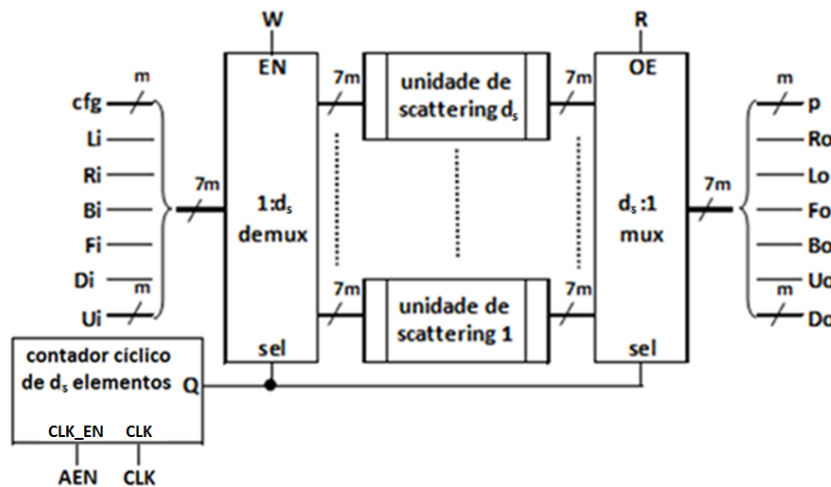 W
R
EN
OE
cfg
m
Li
Ri
Bi
Fi
Di
m
Ui
7m
1:dₛ
demux
sel
7m
unidade de
scattering dₛ
7m
7m
unidade de
scattering 1
7m
dₛ:1
mux
sel
7m
m
p
Ro
Lo
Fo
Bo
Uo
m
Do
contador cíclico
de dₛ elementos
Q
CLK_EN CLK
AEN CLK